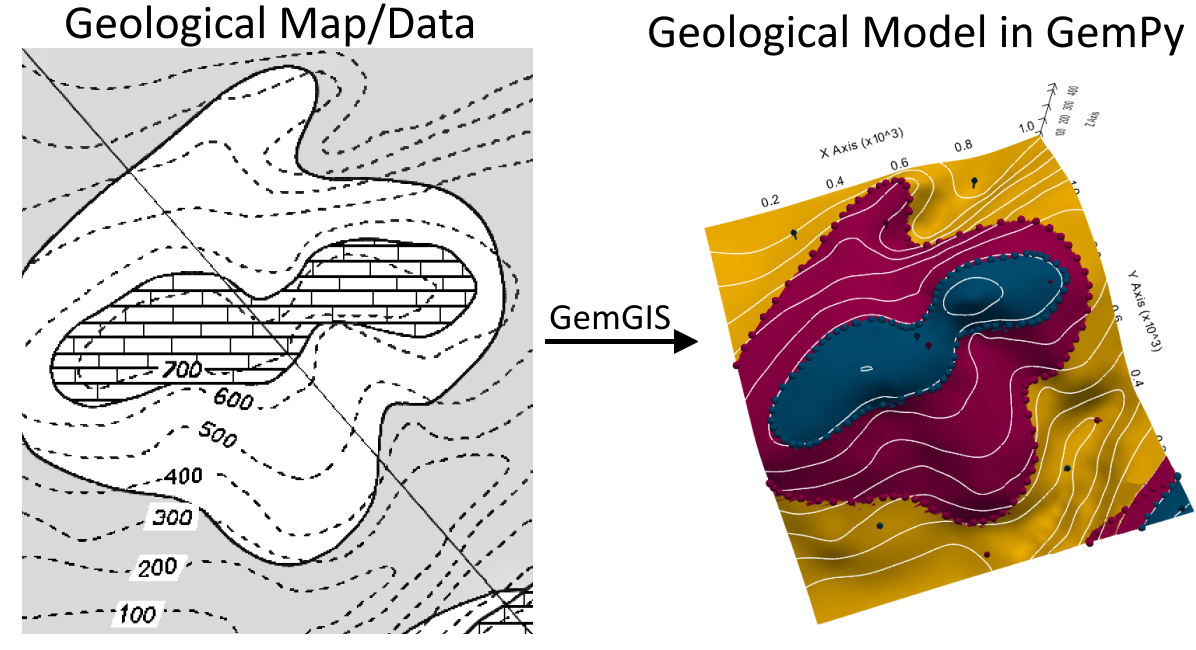 Geological Map/Data
Geological Model in GemPy
700
600
500
400
300
200
100
GemGIS
X Axis (x10^3)
0.2
0.4
0.6
0.8
1.0
100 200 300 400
Z Axis
Y Axis (x10^3)
0.4